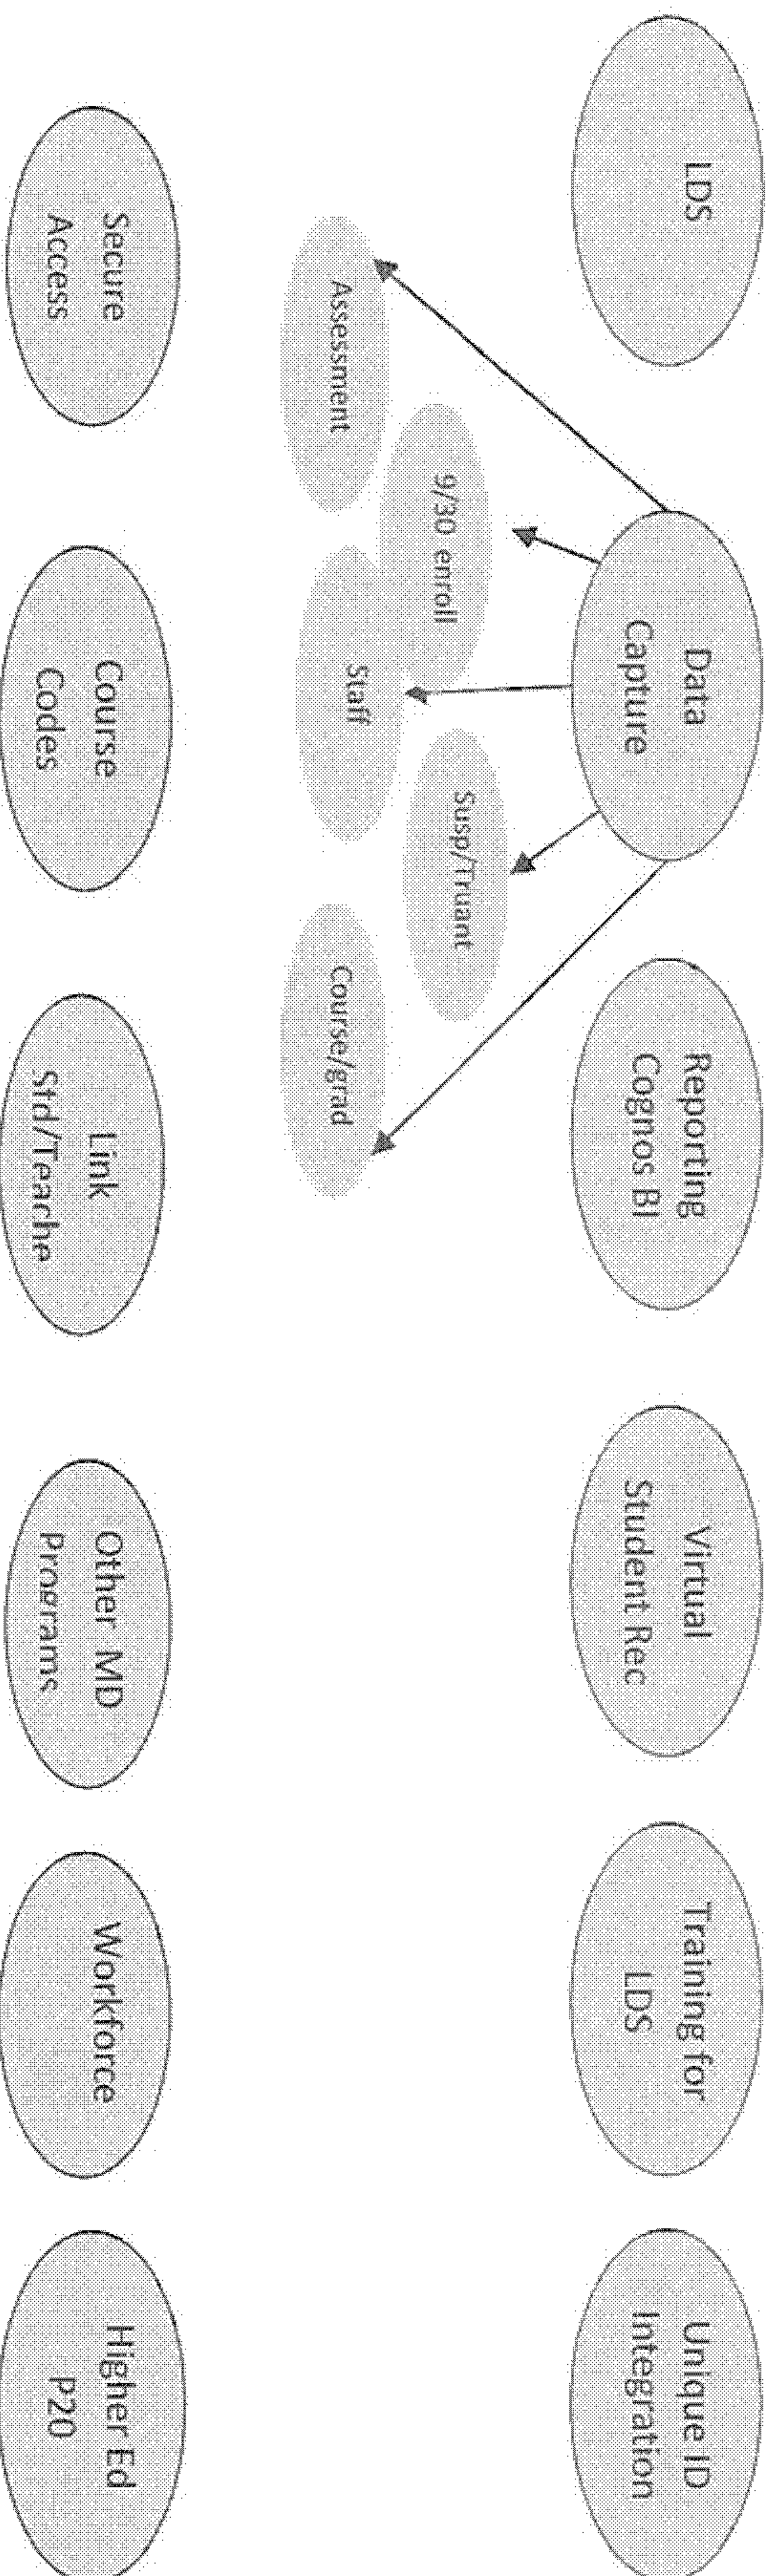 LDS
Data
Capture
Reporting
Cognos BI
Virtual
Student Rec
Training for
LDS
Unique ID
Integration
Assessment
9/30 enroll
Staff
Susp/Truant
Course/grad
Secure
Access
Course
Codes
Link
Std/Teache
Other MD
Programs
Workforce
Higher Ed
P20